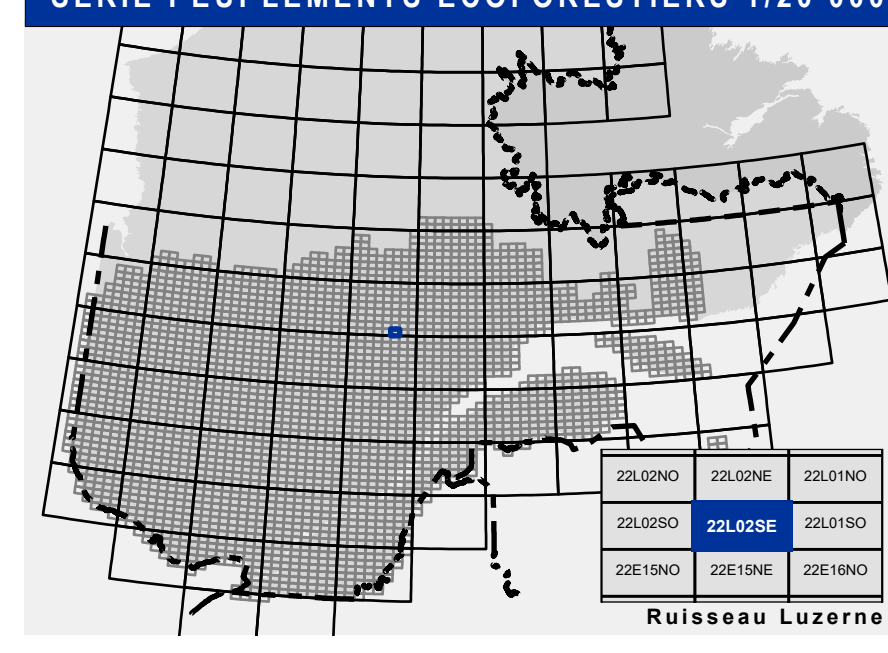 SÉRIE PEUPLEMENTS ÉCOFORESTIERS 1/20 000
22L02NO 22L02NE 22L01NO
22L02SO 22L02SE 22L01SO
22E15NO 22E15NE 22E16NO
Ruisseau Luzerne